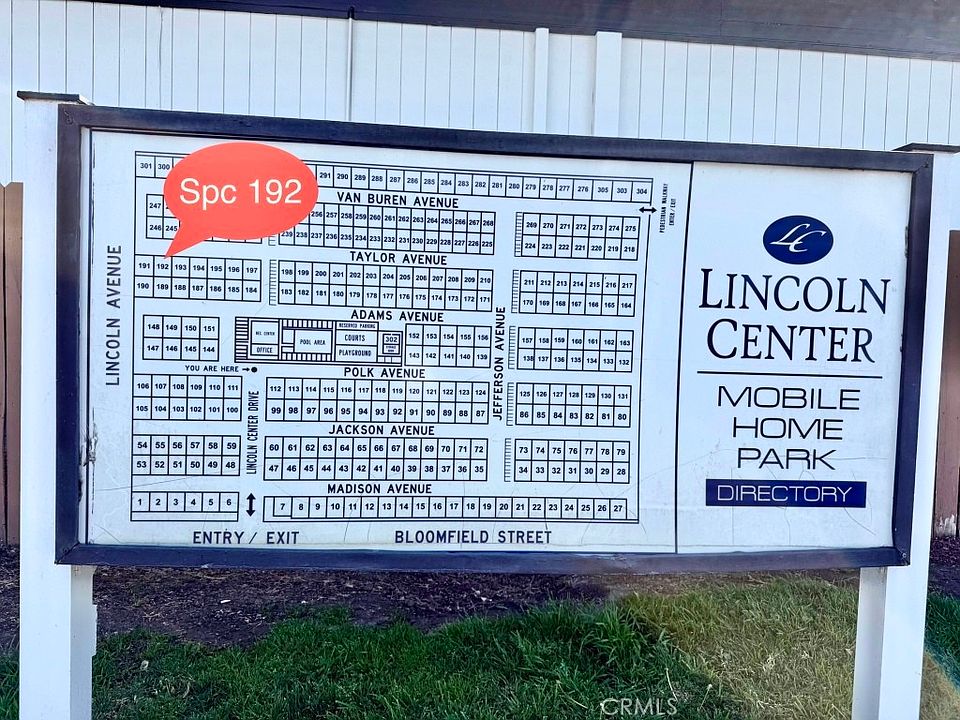 301 300 291 290 289 288 287 286 285 284 283 282 281 280 279 278 277 276 305 303 304
Spc 192
PEDESTRIAN WALKWAY
ENTER / EXIT
VAN BUREN AVENUE
247 256 257 258 259 260 261 262 263 264 265 266 267 268 269 270 271 272 273 274 275
246 245 239 238 237 236 235 234 233 232 231 230 229 228 227 226 225 224 223 222 221 220 219 218
TAYLOR AVENUE
191 192 193 194 195 196 197 198 199 200 201 202 203 204 205 206 207 208 209 210 211 212 213 214 215 216 217
190 189 188 187 186 185 184 183 182 181 180 179 178 177 176 175 174 173 172 171 170 169 168 167 166 165 164
ADAMS AVENUE
148 149 150 151 REC. CENTER OFFICE POOL AREA RESERVED PARKING COURTS PLAYGROUND 302 152 153 154 155 156 157 158 159 160 161 162 163
147 146 145 144 143 142 141 140 139 138 137 136 135 134 133 132
YOU ARE HERE
POLK AVENUE
106 107 108 109 110 111 112 113 114 115 116 117 118 119 120 121 122 123 124 125 126 127 128 129 130 131
105 104 103 102 101 100 99 98 97 96 95 94 93 92 91 90 89 88 87 86 85 84 83 82 81 80
JACKSON AVENUE
54 55 56 57 58 59 60 61 62 63 64 65 66 67 68 69 70 71 72 73 74 75 76 77 78 79
53 52 51 50 49 48 47 46 45 44 43 42 41 40 39 38 37 36 35 34 33 32 31 30 29 28
MADISON AVENUE
1 2 3 4 5 6 7 8 9 10 11 12 13 14 15 16 17 18 19 20 21 22 23 24 25 26 27
LINCOLN AVENUE
LINCOLN CENTER DRIVE
JEFFERSON AVENUE
ENTRY / EXIT BLOOMFIELD STREET
LC
LINCOLN
CENTER
MOBILE
HOME
PARK
DIRECTORY
CRMLS